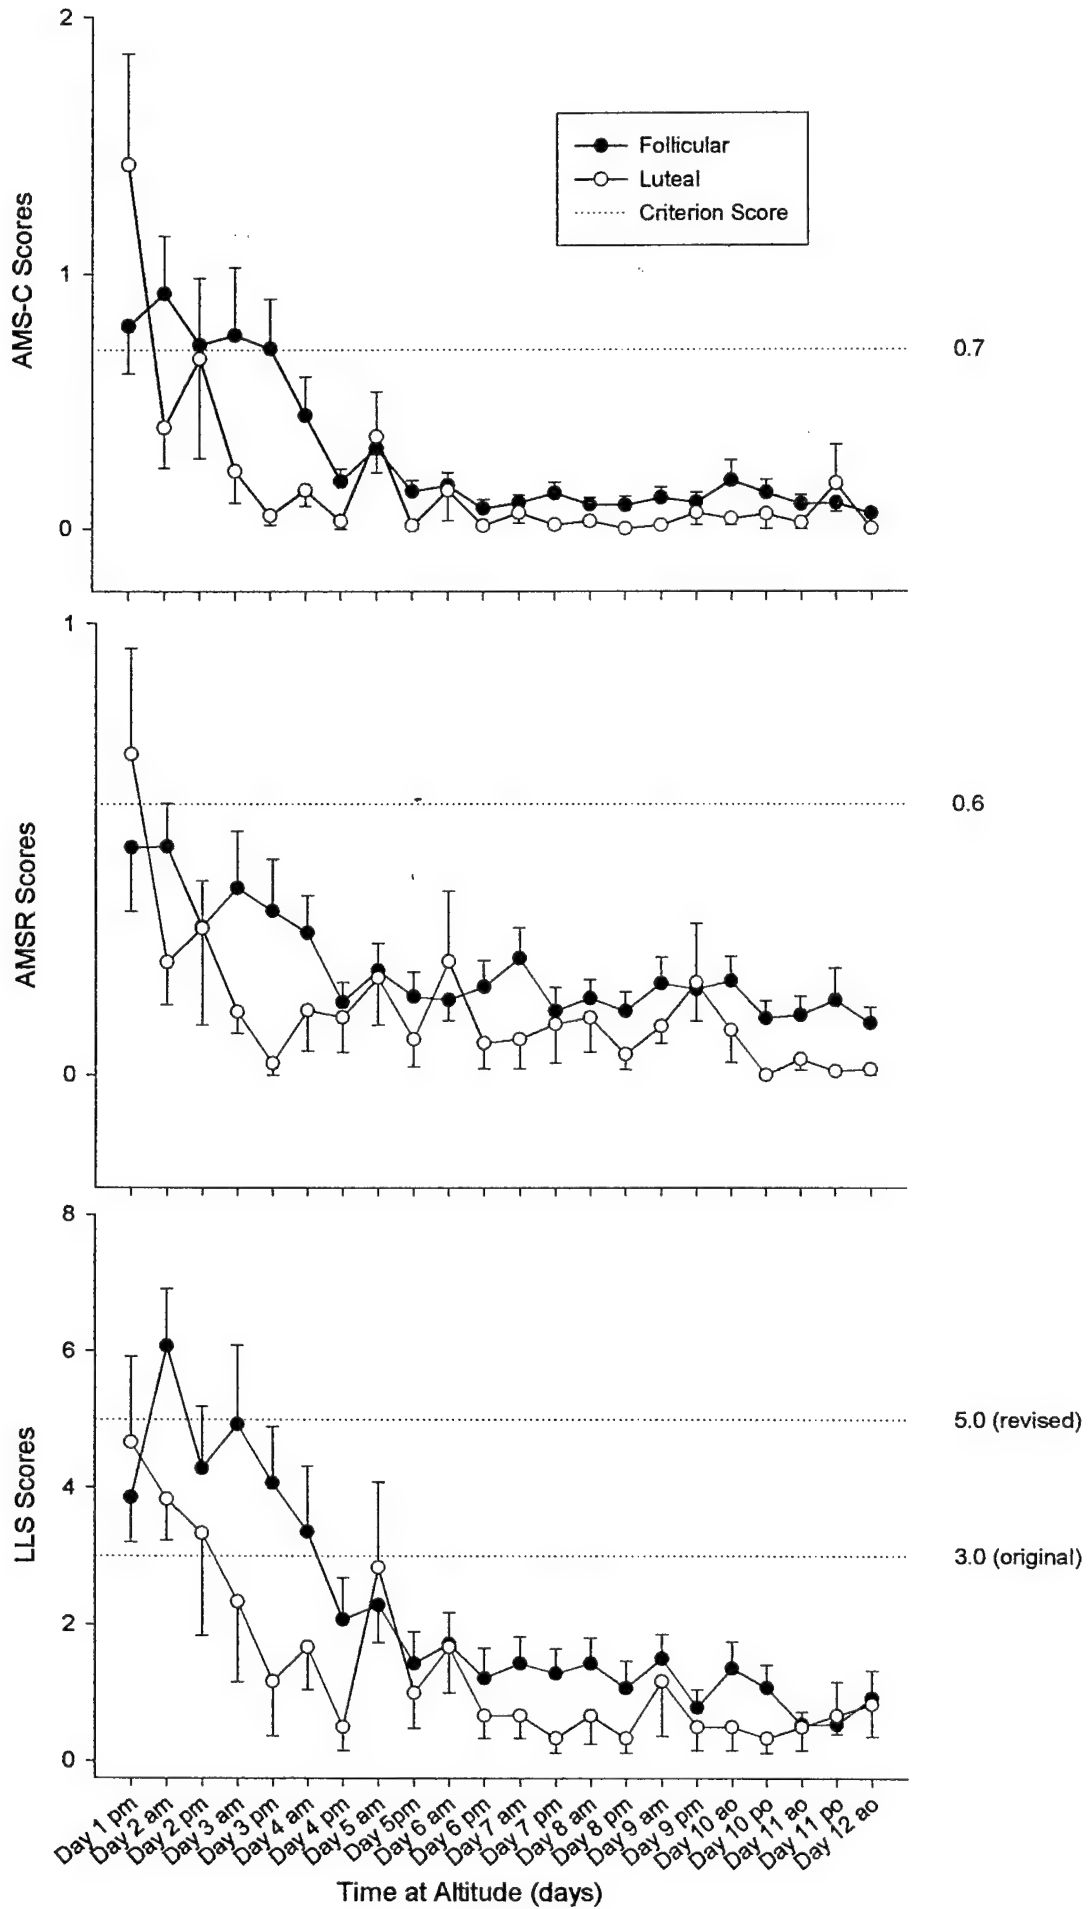 2
1
0
AMS-C Scores
Follicular
Luteal
Criterion Score
0.7
1
0
AMSR Scores
0.6
8
6
4
2
0
LLS Scores
5.0 (revised)
3.0 (original)
Day 1 pm
Day 2 am
Day 2 pm
Day 3 am
Day 3 pm
Day 4 am
Day 4 pm
Day 5 am
Day 5pm
Day 6 am
Day 6 pm
Day 7 am
Day 7 pm
Day 8 am
Day 8 pm
Day 9 am
Day 9 pm
Day 10 ao
Day 10 po
Day 11 ao
Day 11 po
Day 12 ao
Time at Altitude (days)